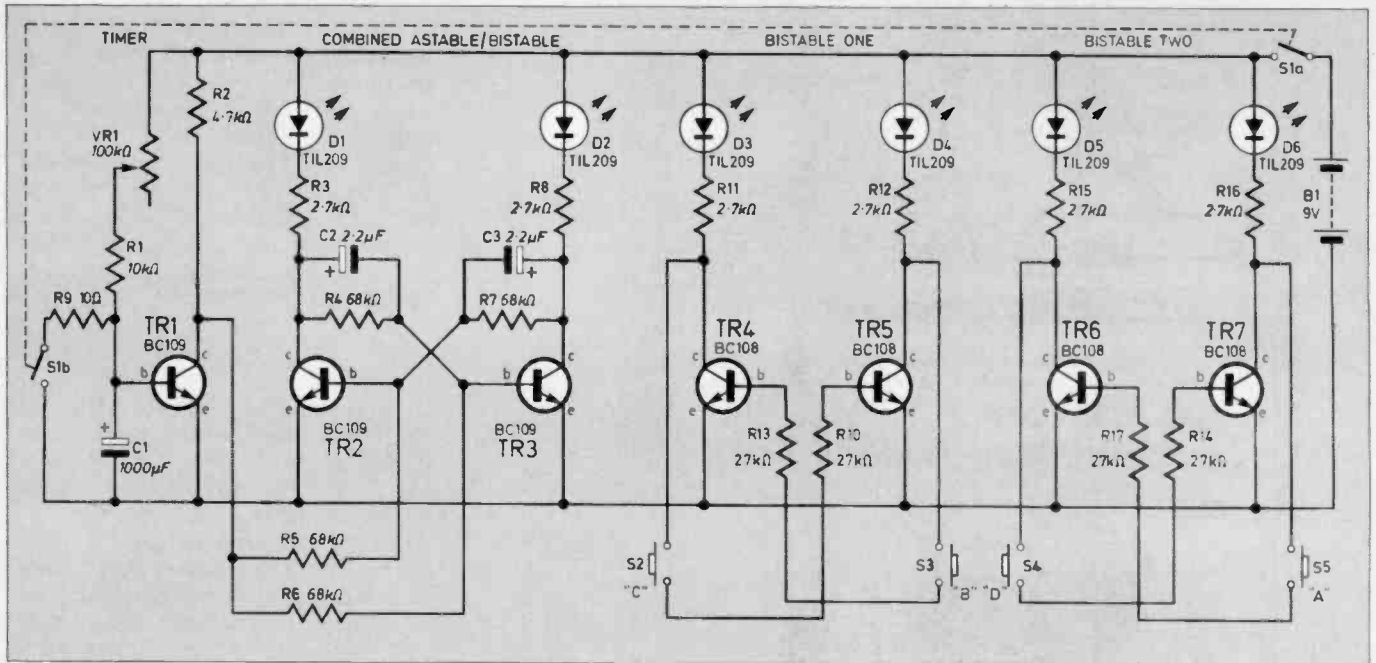 TIMER
COMBINED ASTABLE/BISTABLE
BISTABLE ONE
BISTABLE TWO
S1a
R2
4.7kΩ
VR1
100kΩ
D1
TIL209
D2
TIL209
D3
TIL209
D4
TIL209
D5
TIL209
D6
TIL209
B1
9V
R3
2.7kΩ
R8
2.7kΩ
R11
2.7kΩ
R12
2.7kΩ
R15
2.7kΩ
R16
2.7kΩ
R1
10kΩ
C2 2·2µF
+
C3 2·2µF
+
R9 10Ω
R4 68kΩ
R7 68kΩ
S1b
TR1
BC109
c
b
e
c
b
e
BC109
TR2
c
b
e
BC109
TR3
TR4
BC108
c
b
e
TR5
BC108
c
b
e
TR6
BC108
c
b
e
TR7
BC108
c
b
e
+
C1
1000µF
R13
27kΩ
R10
27kΩ
R17
27kΩ
R14
27kΩ
R5 68kΩ
R6 68kΩ
S2
"C"
S3
"B"
S4
"D"
S5
"A"